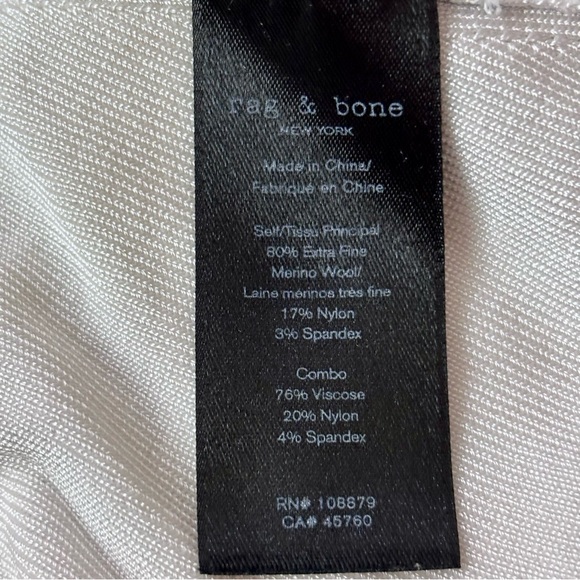 rag & bone
NEW YORK
Made in China/
Fabriqué en Chine
Self/Tissu Principal
80% Extra Fine
Merino Wool/
Laine mérinos très fine
17% Nylon
3% Spandex
Combo
76% Viscose
20% Nylon
4% Spandex
RN# 108879
CA# 45760